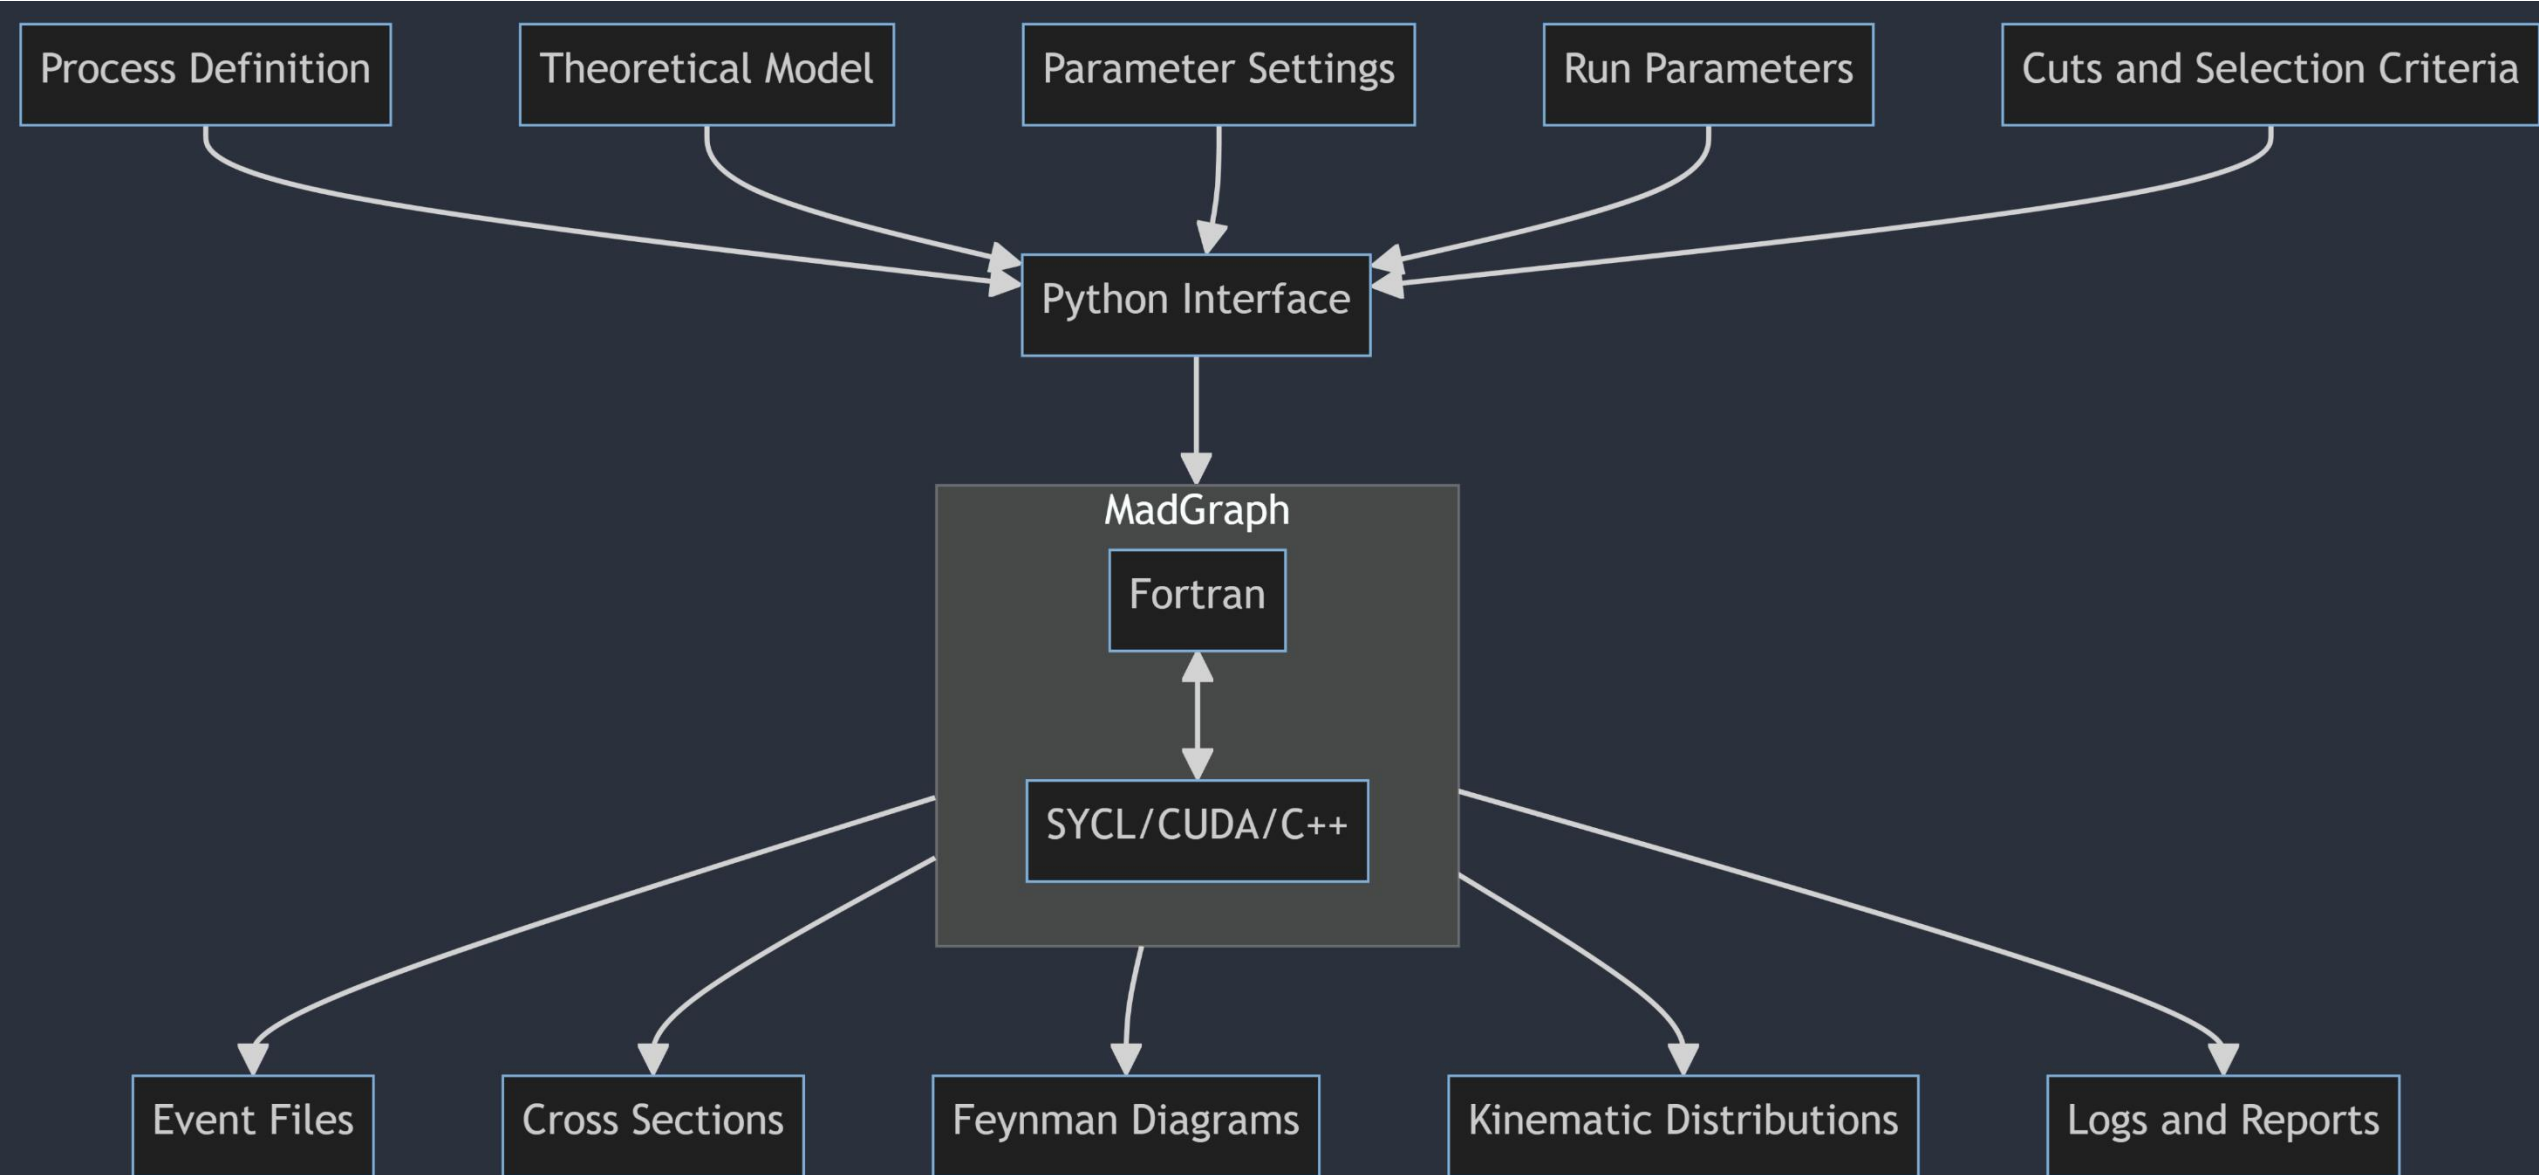 Process Definition
Theoretical Model
Parameter Settings
Run Parameters
Cuts and Selection Criteria
Python Interface
MadGraph
Fortran
SYCL/CUDA/C++
Event Files
Cross Sections
Feynman Diagrams
Kinematic Distributions
Logs and Reports